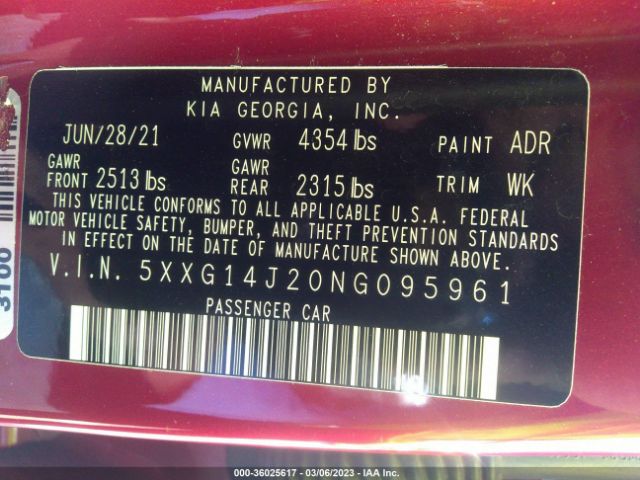 MANUFACTURED BY
KIA GEORGIA, INC.
JUN/28/21 GVWR 4354 lbs PAINT ADR
GAWR FRONT 2513 lbs GAWR REAR 2315 lbs TRIM WK
THIS VEHICLE CONFORMS TO ALL APPLICABLE U.S.A. FEDERAL
MOTOR VEHICLE SAFETY, BUMPER, AND THEFT PREVENTION STANDARDS
IN EFFECT ON THE DATE OF MANUFACTURE SHOWN ABOVE.
V.I.N. 5XXG14J20NG095961
PASSENGER CAR
3100
000-36025617 - 03/06/2023 - IAA Inc.